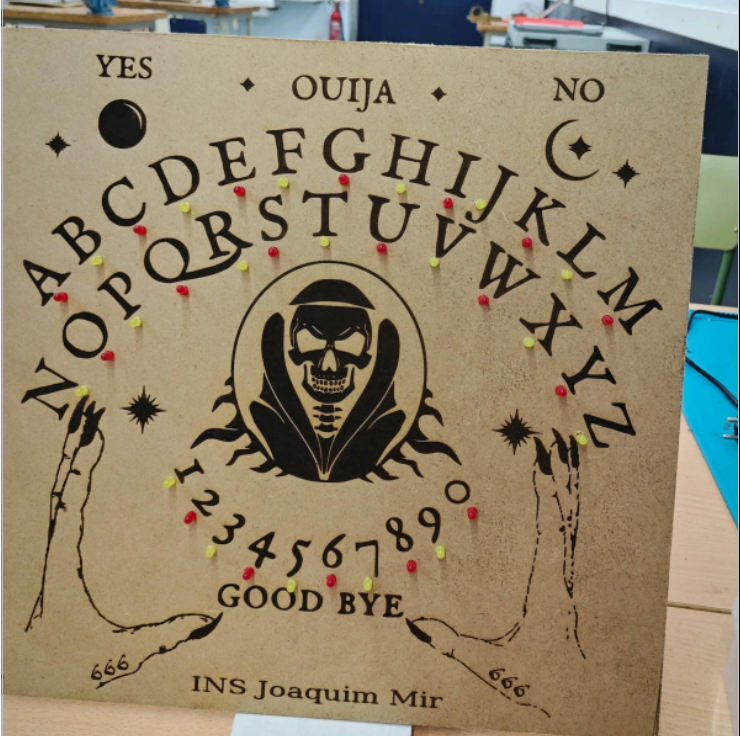 YES OUIJA NO
ABCDEFGHIJKLM
NOPQRSTUVWXYZ
1234567890
GOOD BYE
666 666
INS Joaquim Mir